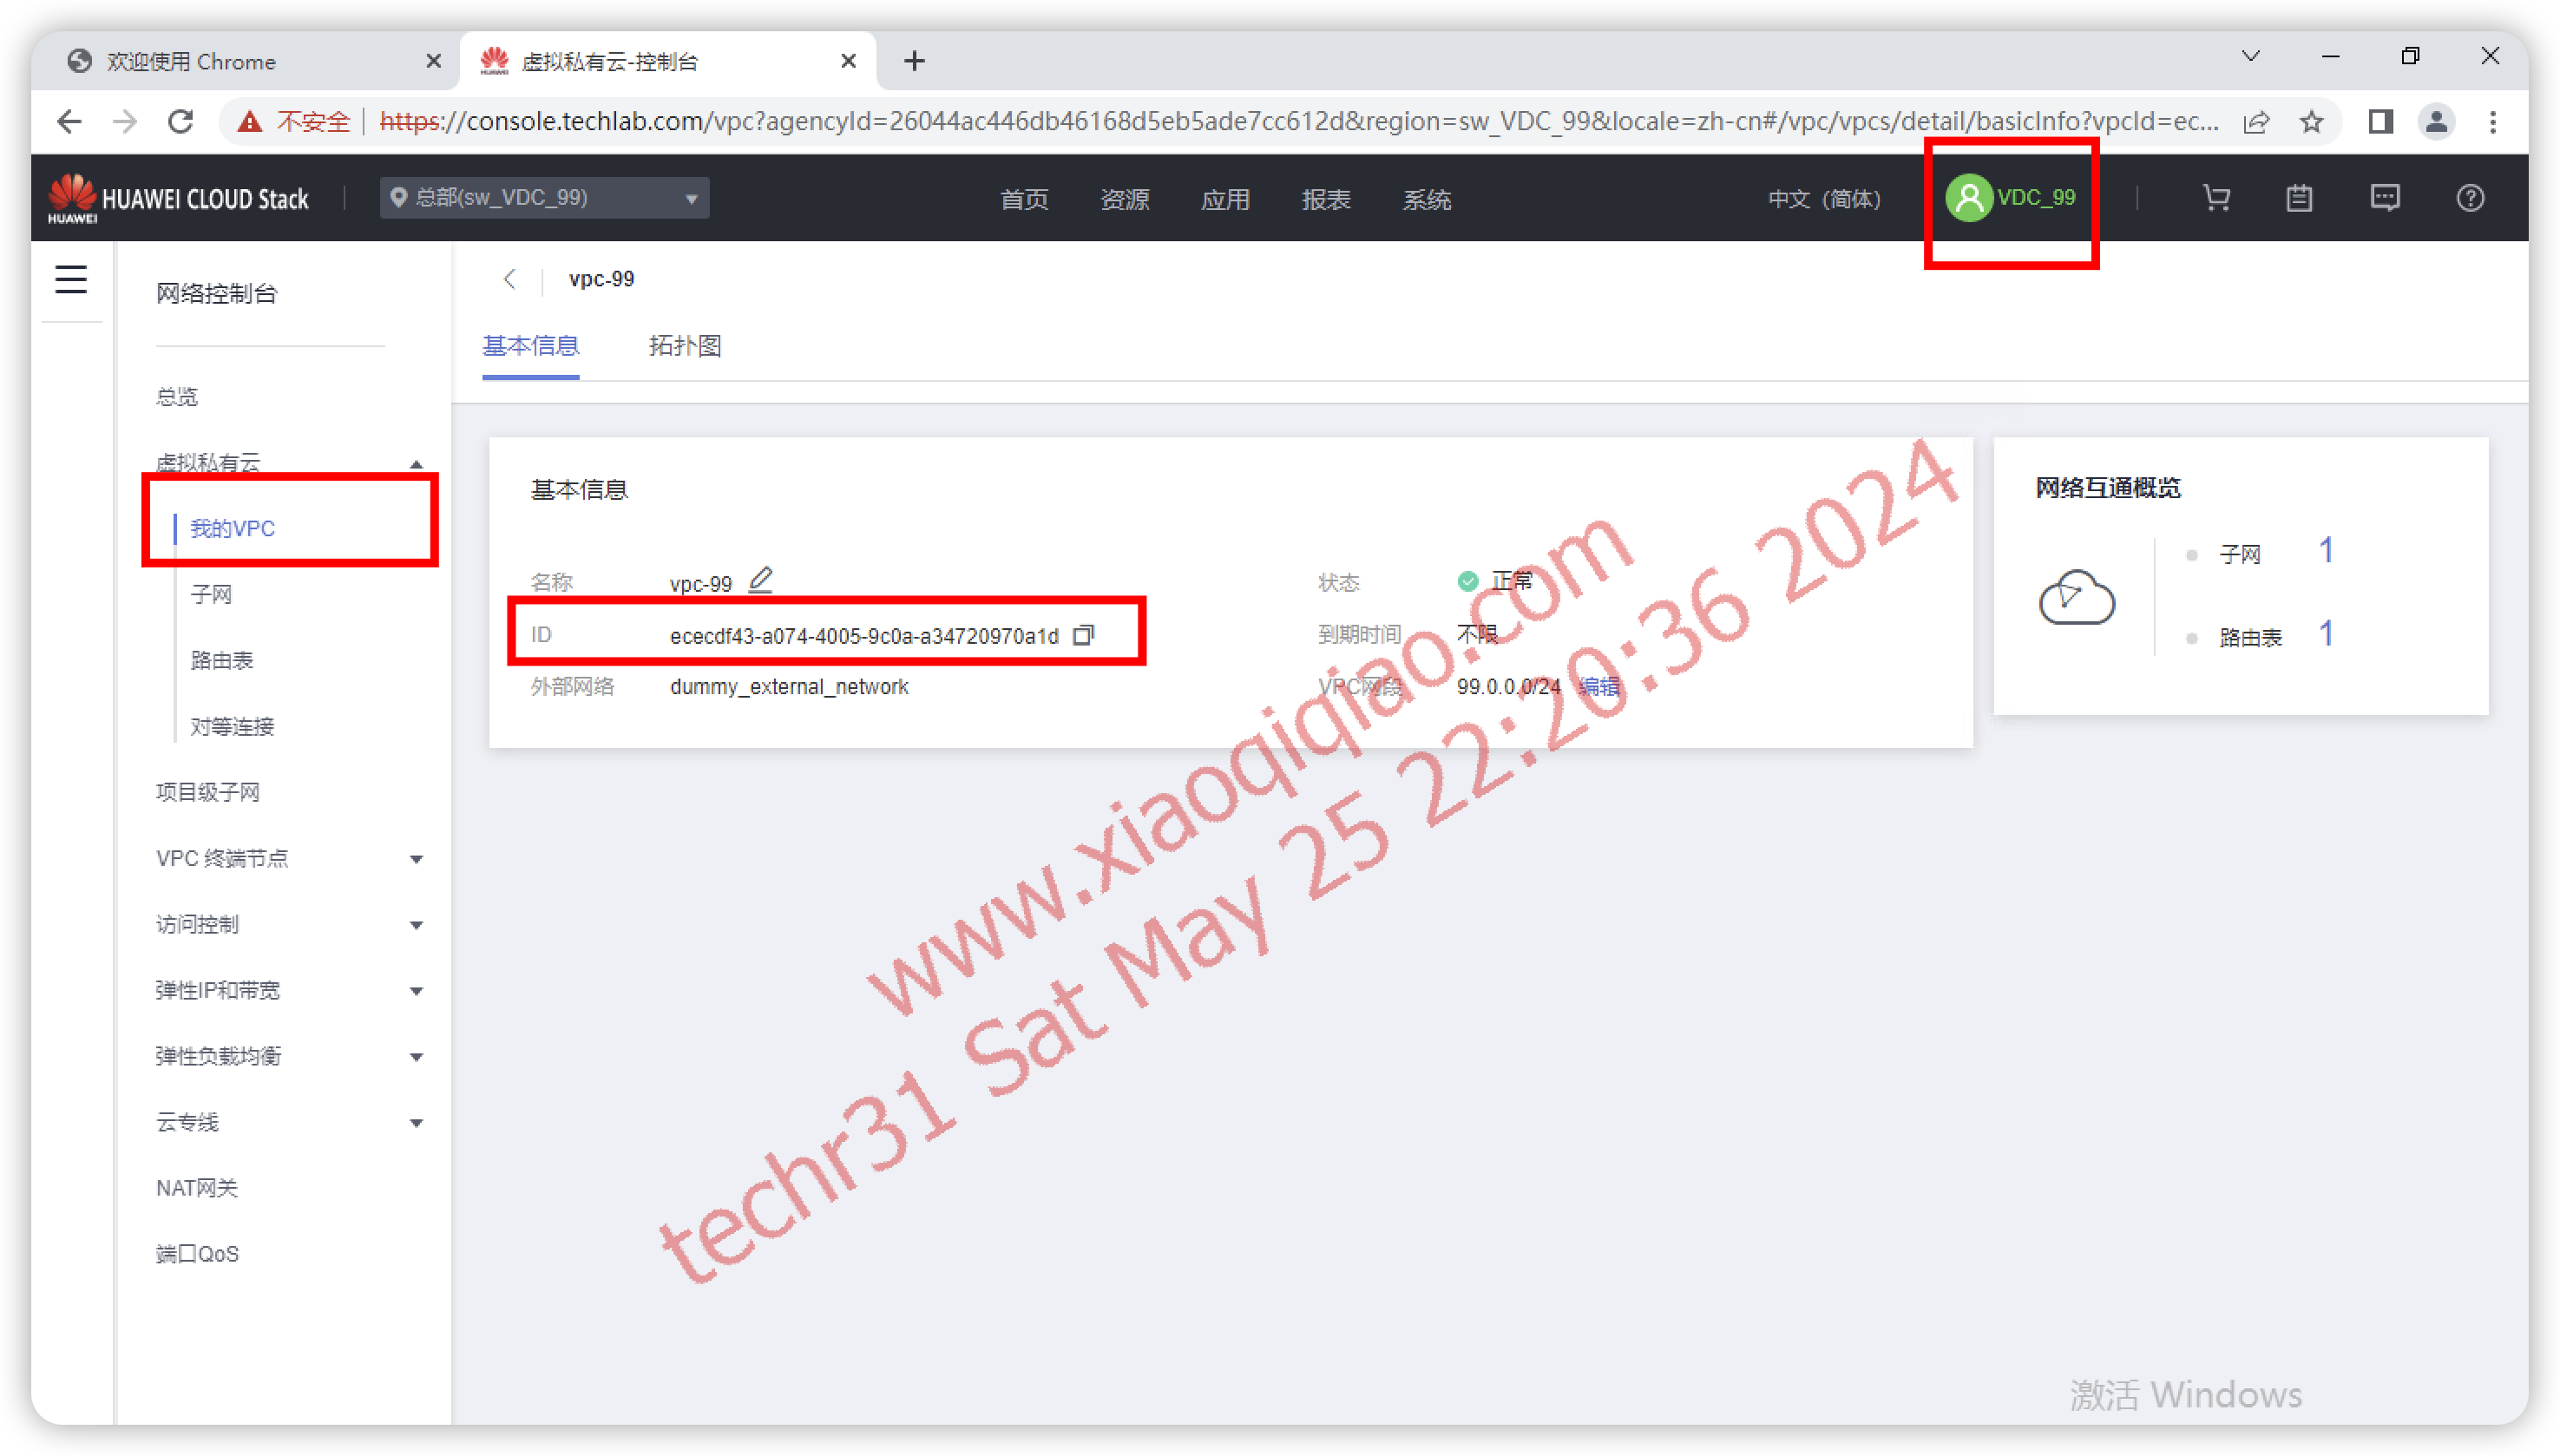 欢迎使用 Chrome
虚拟私有云-控制台
不安全 https://console.techlab.com/vpc?agencyId=26044ac446db46168d5eb5ade7cc612d&region=sw_VDC_99&locale=zh-cn#/vpc/vpcs/detail/basicInfo?vpcId=ec...
HUAWEI
HUAWEI CLOUD Stack
总部(sw_VDC_99)
首页 资源 应用 报表 系统
中文（简体）
VDC_99
网络控制台
总览
虚拟私有云
我的VPC
子网
路由表
对等连接
项目级子网
VPC 终端节点
访问控制
弹性IP和带宽
弹性负载均衡
云专线
NAT网关
端口QoS
vpc-99
基本信息 拓扑图
基本信息
名称 vpc-99
ID ececdf43-a074-4005-9c0a-a34720970a1d
外部网络 dummy_external_network
状态 正常
到期时间 不限
VPC网段 99.0.0.0/24 编辑
网络互通概览
子网 1
路由表 1
www.xiaoqiqiao.com
techr31 Sat May 25 22:20:36 2024
激活 Windows